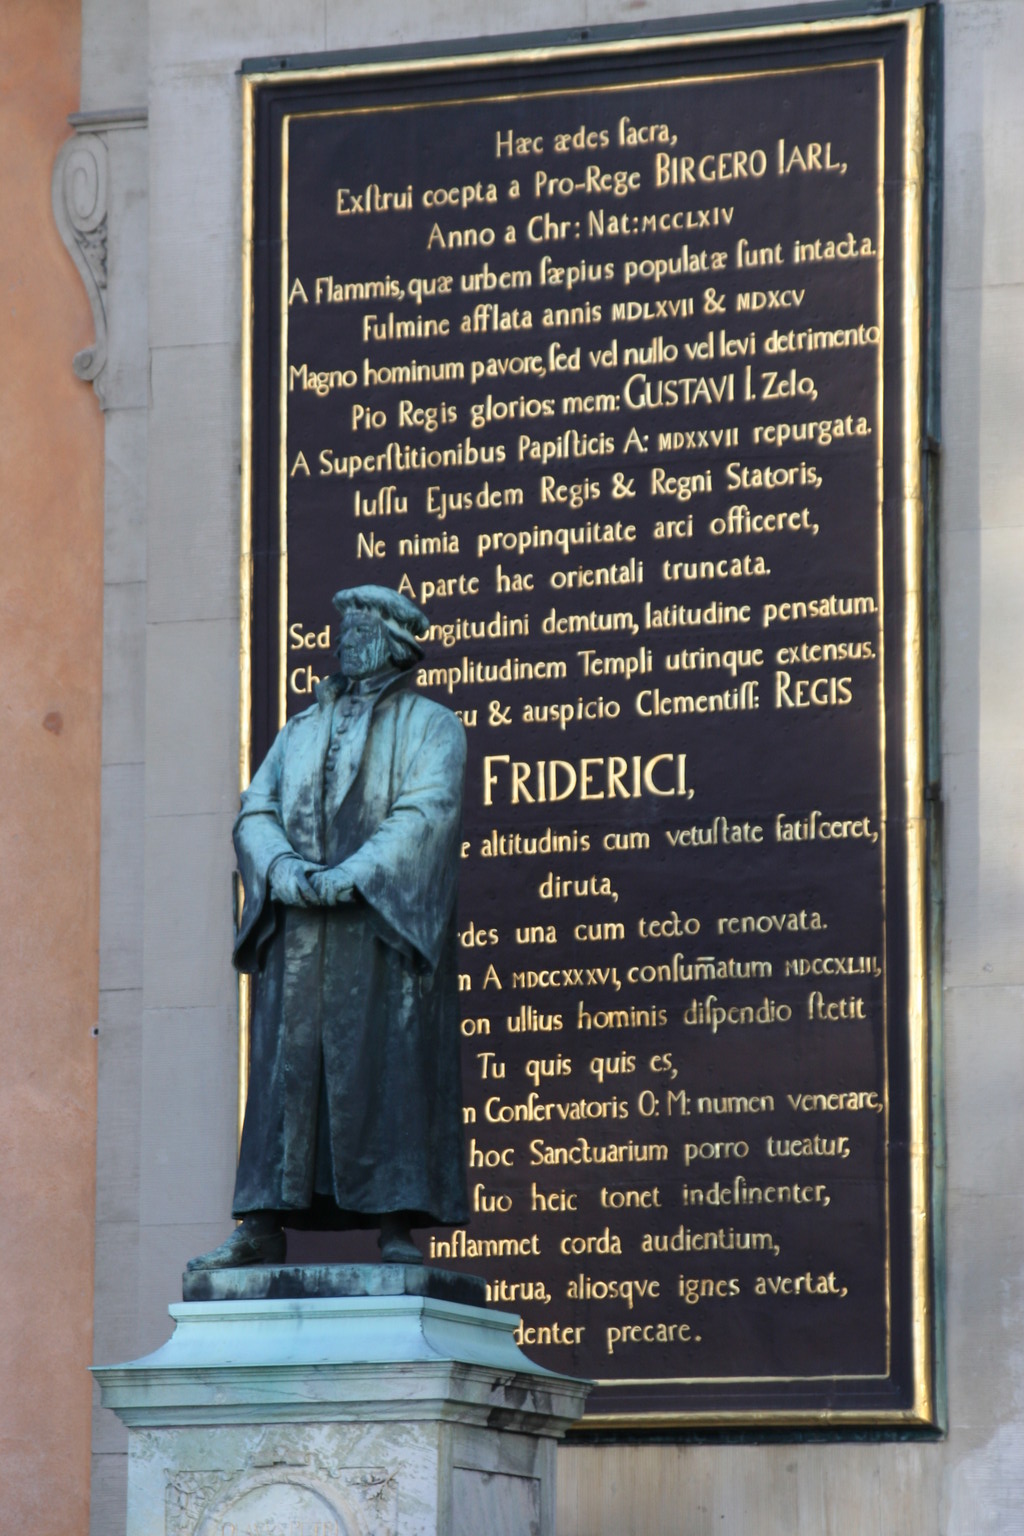 Hæc ædes ſacra,
Exſtrui coepta a Pro-Rege BIRGERO IARL,
Anno a Chr: Nat: MCCLXIV
A Flammis, quæ urbem ſæpius populatæ ſunt intacta.
Fulmine afflata annis MDLXVII & MDXCV
Magno hominum pavore, ſed vel nullo vel levi detrimento
Pio Regis glorios: mem: GUSTAVI I. Zelo,
A Superſtitionibus Papiſticis A: MDXXVII repurgata.
Iuſſu Ejusdem Regis & Regni Statoris,
Ne nimia propinquitate arci officeret,
A parte hac orientali truncata.
Sed ongitudini demtum, latitudine pensatum.
amplitudinem Templi utrinque extensus.
su & auspicio Clementiſſ: REGIS
FRIDERICI,
altitudinis cum vetuſtate fatiſceret,
diruta,
des una cum tecto renovata.
A MDCCXXXVI, conſum̄atum MDCCXLIII,
on ullius hominis diſpendio ſtetit
Tu quis quis es,
m Conſervatoris O: M: numen venerare,
hoc Sanctuarium porro tueatur,
ſuo heic tonet indeſinenter,
inflammet corda audientium,
nitrua, aliosqve ignes avertat,
denter precare.